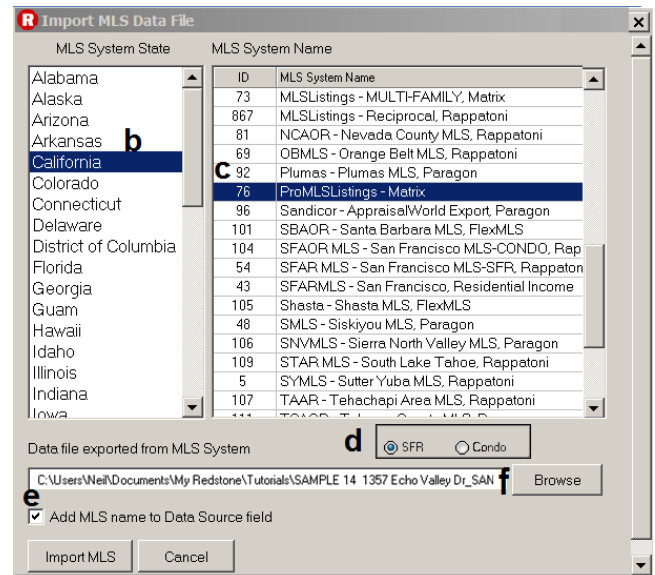 R Import MLS Data File x
MLS System State MLS System Name
Alabama
Alaska
Arizona
Arkansas b
California
Colorado
Connecticut
Delaware
District of Columbia
Florida
Georgia
Guam
Hawaii
Idaho
Illinois
Indiana
Iowa
ID MLS System Name
73 MLSListings - MULTI-FAMILY, Matrix
867 MLSListings - Reciprocal, Rappatoni
81 NCAOR - Nevada County MLS, Rappatoni
69 OBMLS - Orange Belt MLS, Rappatoni
c 92 Plumas - Plumas MLS, Paragon
76 ProMLSListings - Matrix
96 Sandicor - AppraisalWorld Export, Paragon
101 SBAOR - Santa Barbara MLS, FlexMLS
104 SFAOR MLS - San Francisco MLS-CONDO, Rap
54 SFAR MLS - San Francisco MLS-SFR, Rappaton
43 SFARMLS - San Francisco, Residential Income
105 Shasta - Shasta MLS, FlexMLS
48 SMLS - Siskiyou MLS, Paragon
106 SNVMLS - Sierra North Valley MLS, Paragon
109 STAR MLS - South Lake Tahoe, Rappatoni
5 SYMLS - Sutter Yuba MLS, Rappatoni
107 TAAR - Tehachapi Area MLS, Rappatoni
Data file exported from MLS System d SFR Condo
C:\Users\Neil\Documents\My Redstone\Tutorials\SAMPLE 14 1357 Echo Valley Dr_SAN f Browse
e
Add MLS name to Data Source field
Import MLS Cancel